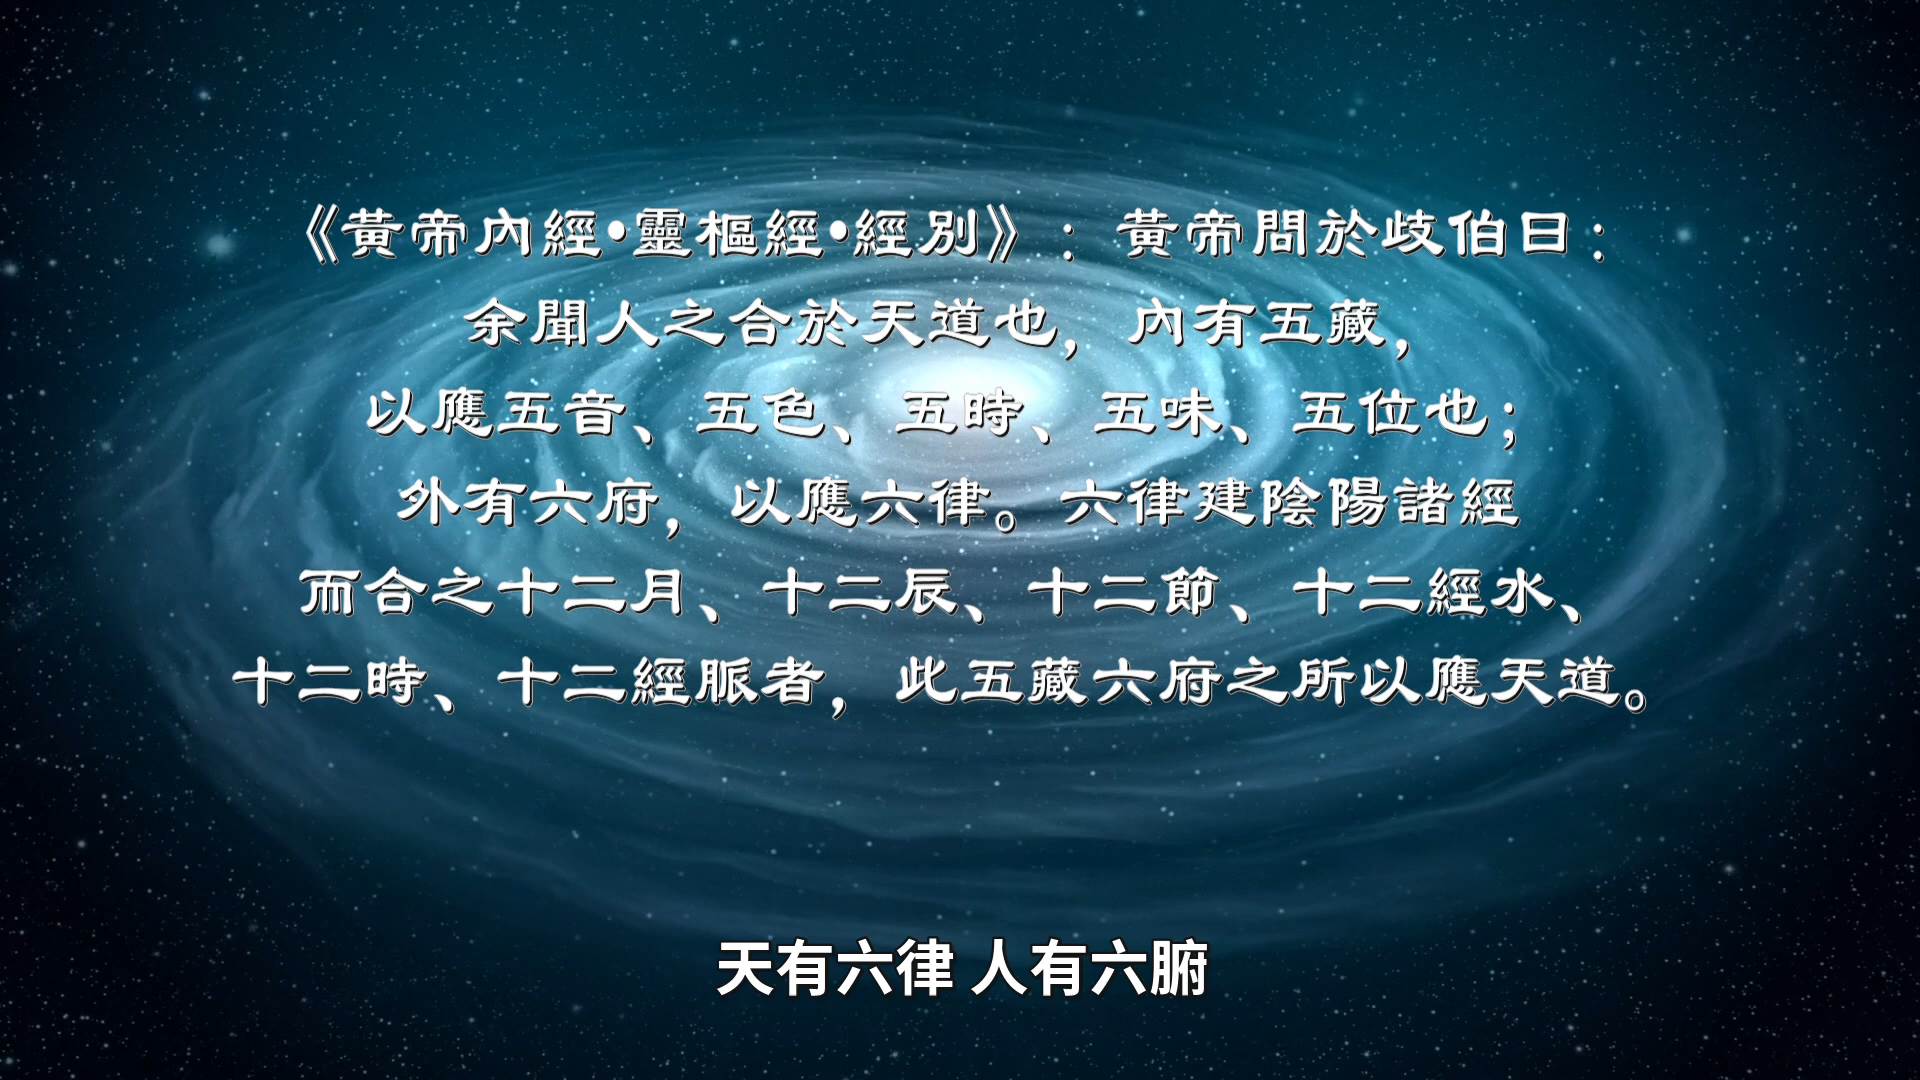 《黃帝內經•靈樞經•經別》：黃帝問於歧伯曰：
余聞人之合於天道也，內有五藏，
以應五音、五色、五時、五味、五位也；
外有六府，以應六律。六律建陰陽諸經
而合之十二月、十二辰、十二節、十二經水、
十二時、十二經脈者，此五藏六府之所以應天道。
天有六律 人有六腑